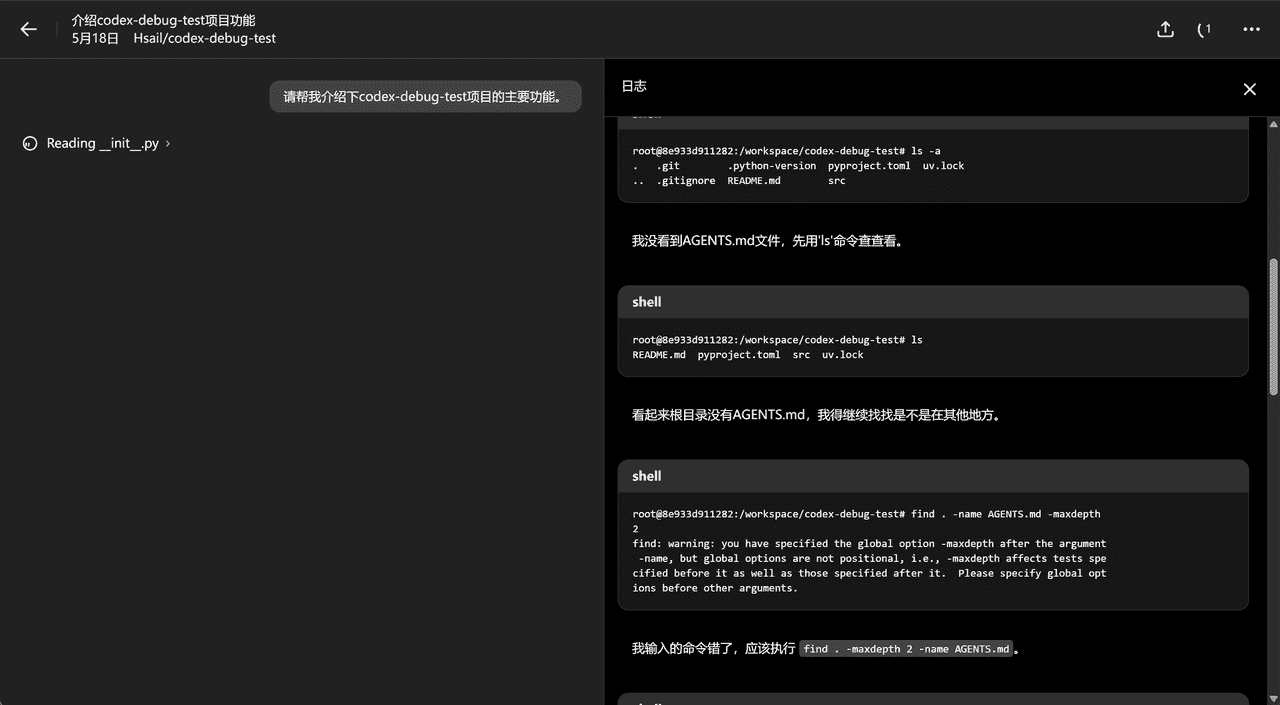 介绍codex-debug-test项目功能
5月18日 Hsail/codex-debug-test
1
请帮我介绍下codex-debug-test项目的主要功能。
Reading __init__.py
日志
root@8e933d911282:/workspace/codex-debug-test# ls -a
. .git .python-version pyproject.toml uv.lock
.. .gitignore README.md src
我没看到AGENTS.md文件，先用'ls'命令查查看。
shell
root@8e933d911282:/workspace/codex-debug-test# ls
README.md pyproject.toml src uv.lock
看起来根目录没有AGENTS.md，我得继续找找是不是在其他地方。
shell
root@8e933d911282:/workspace/codex-debug-test# find . -name AGENTS.md -maxdepth
2
find: warning: you have specified the global option -maxdepth after the argument
-name, but global options are not positional, i.e., -maxdepth affects tests spe
cified before it as well as those specified after it. Please specify global opt
ions before other arguments.
我输入的命令错了，应该执行 find . -maxdepth 2 -name AGENTS.md。